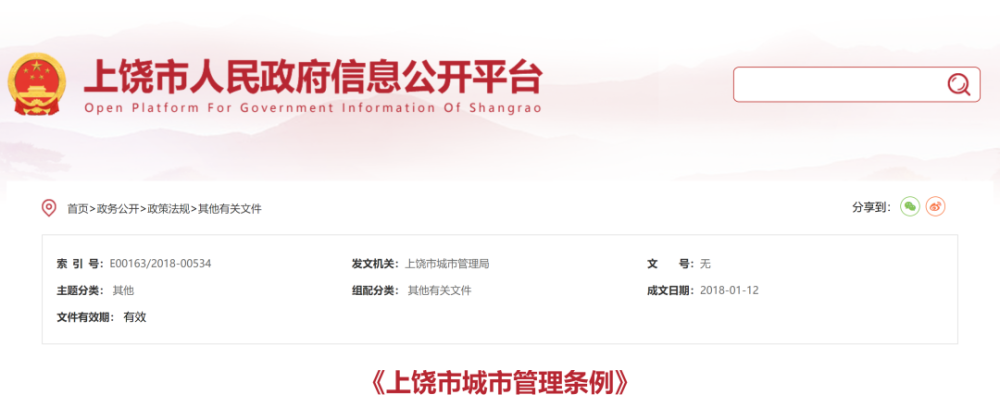 上饶市人民政府信息公开平台
Open Platform For Government Information Of Shangrao
首页>政务公开>政策法规>其他有关文件
分享到：
索 引 号： E00163/2018-00534
发文机关： 上饶市城市管理局
文 号： 无
主题分类： 其他
组配分类： 其他有关文件
成文日期： 2018-01-12
文件有效期： 有效
《上饶市城市管理条例》